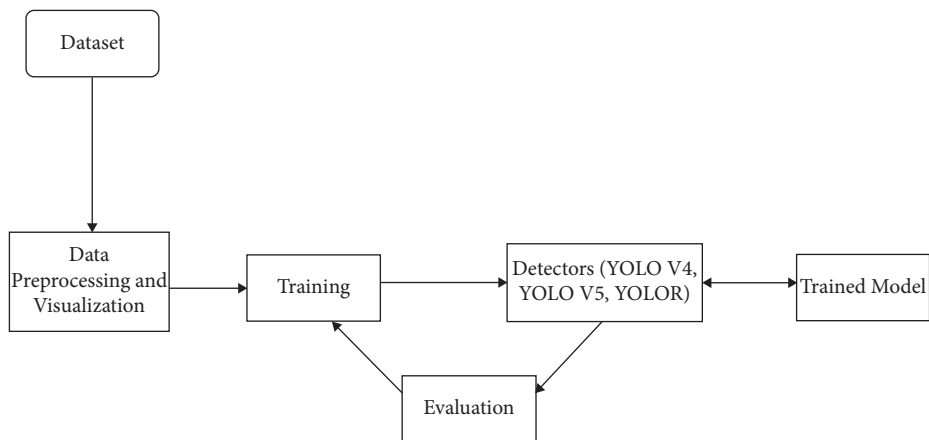 Dataset
Data
Preprocessing and
Visualization
Training
Detectors (YOLO V4,
YOLO V5, YOLOR)
Trained Model
Evaluation